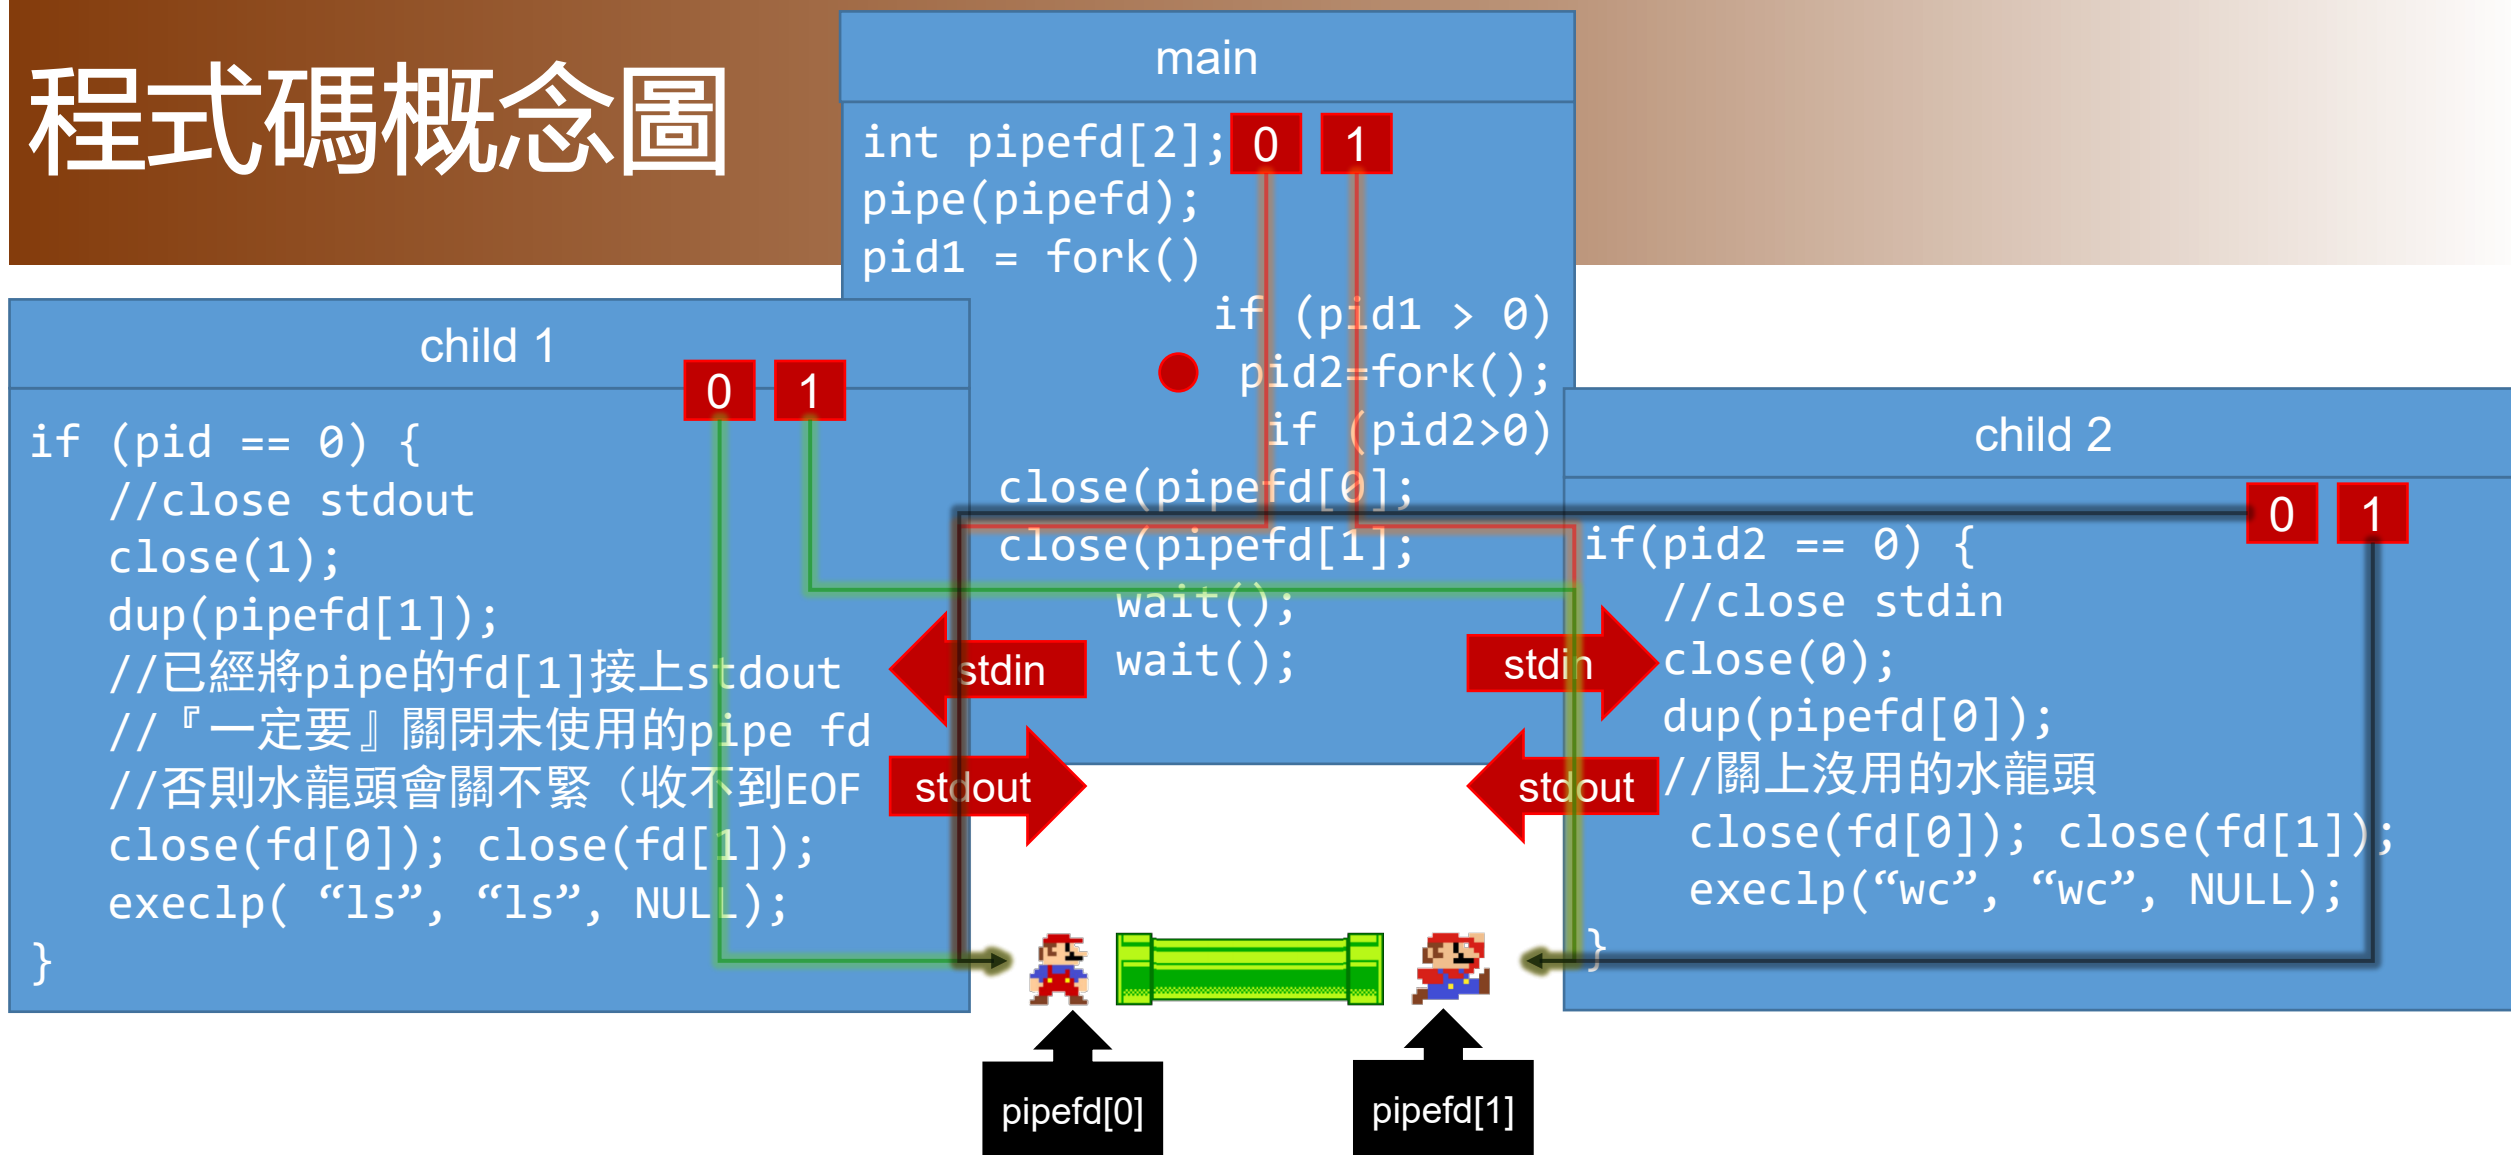 程式碼概念圖
main
int pipefd[2];
0 1
pipe(pipefd);
pid1 = fork()
if (pid1 > 0)
pid2=fork();
if (pid2>0)
close(pipefd[0];
close(pipefd[1];
wait();
wait();
child 1
0 1
if (pid == 0) {
//close stdout
close(1);
dup(pipefd[1]);
//已經將pipe的fd[1]接上stdout
//『一定要』關閉未使用的pipe fd
//否則水龍頭會關不緊（收不到EOF
close(fd[0]); close(fd[1]);
execlp( “ls”, “ls”, NULL);
}
stdin
stdout
child 2
0 1
if(pid2 == 0) {
//close stdin
close(0);
dup(pipefd[0]);
//關上沒用的水龍頭
close(fd[0]); close(fd[1]);
execlp(“wc”, “wc”, NULL);
}
stdin
stdout
pipefd[0]
pipefd[1]